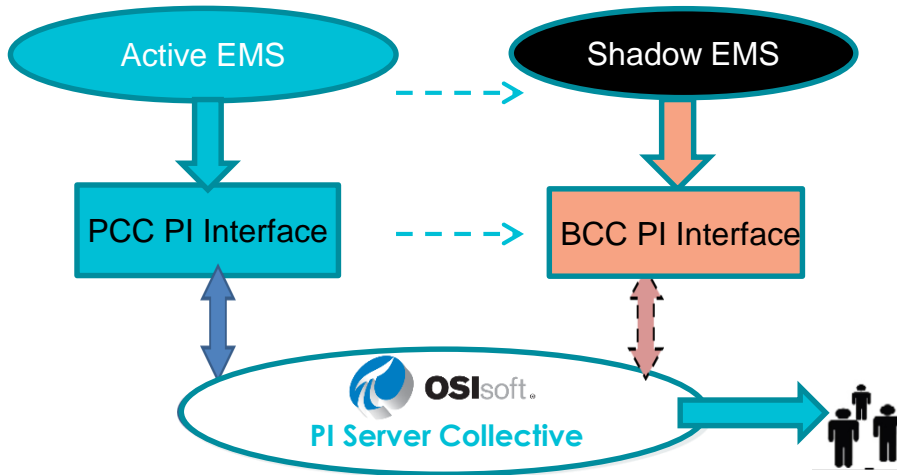 Active EMS
Shadow EMS
PCC PI Interface
BCC PI Interface
OSIsoft.
PI Server Collective